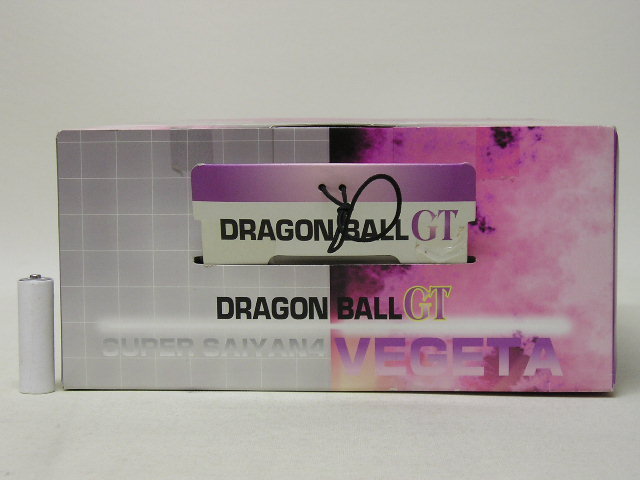 DRAGON BALL GT
DRAGON BALL GT
SUPER SAIYAN4 VEGETA